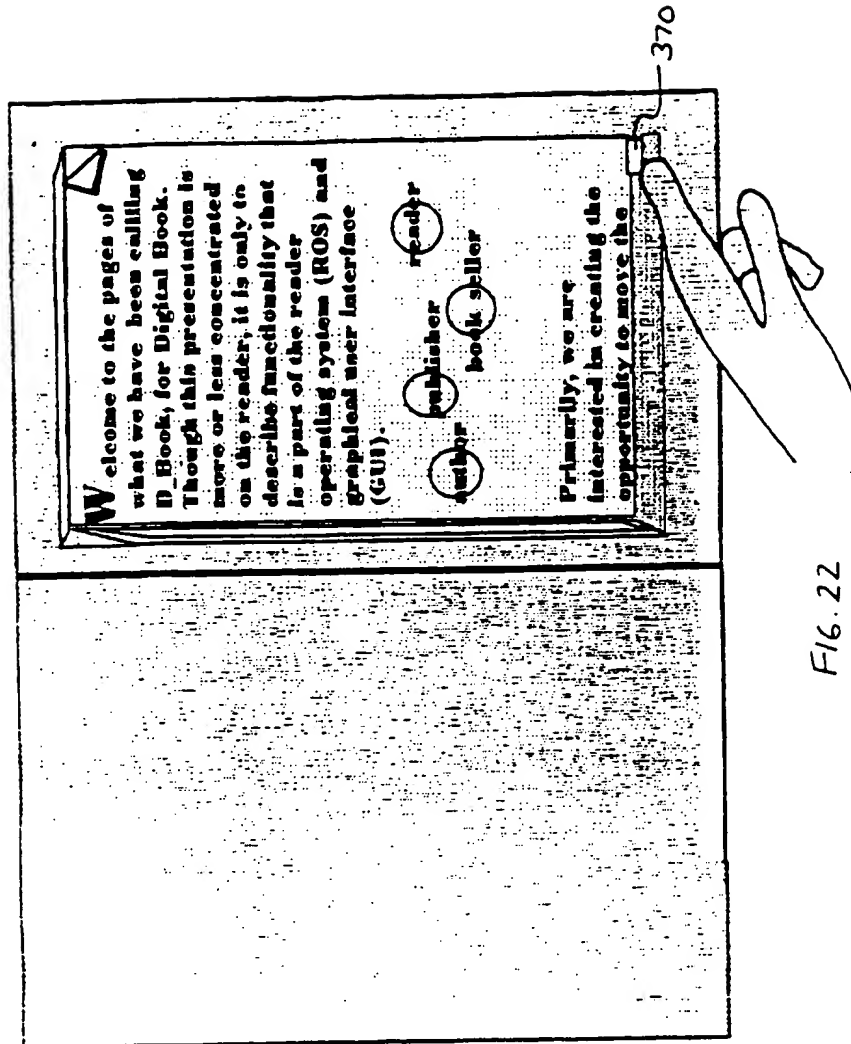 Welcome to the pages of
what we have been calling
D_Book, for Digital Book.
Though this presentation is
more or less concentrated
on the reader, it is only to
describe functionality that
is a part of the reader
operating system (ROS) and
graphical user interface
(GUI).
author publisher reader
book seller
Primarily, we are
interested in creating the
opportunity to move the
370
FIG. 22